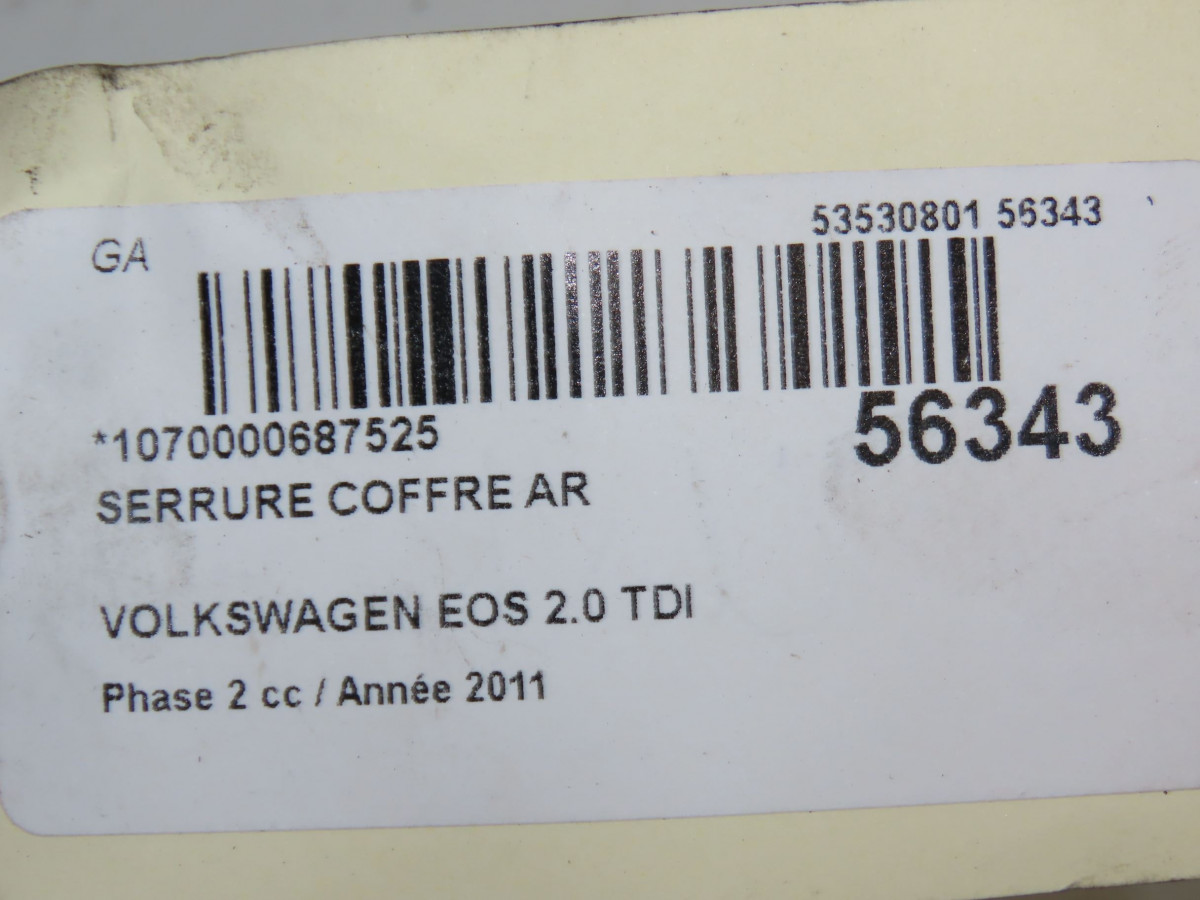 53530801 56343
GA
56343
*1070000687525
SERRURE COFFRE AR
VOLKSWAGEN EOS 2.0 TDI
Phase 2 cc / Année 2011